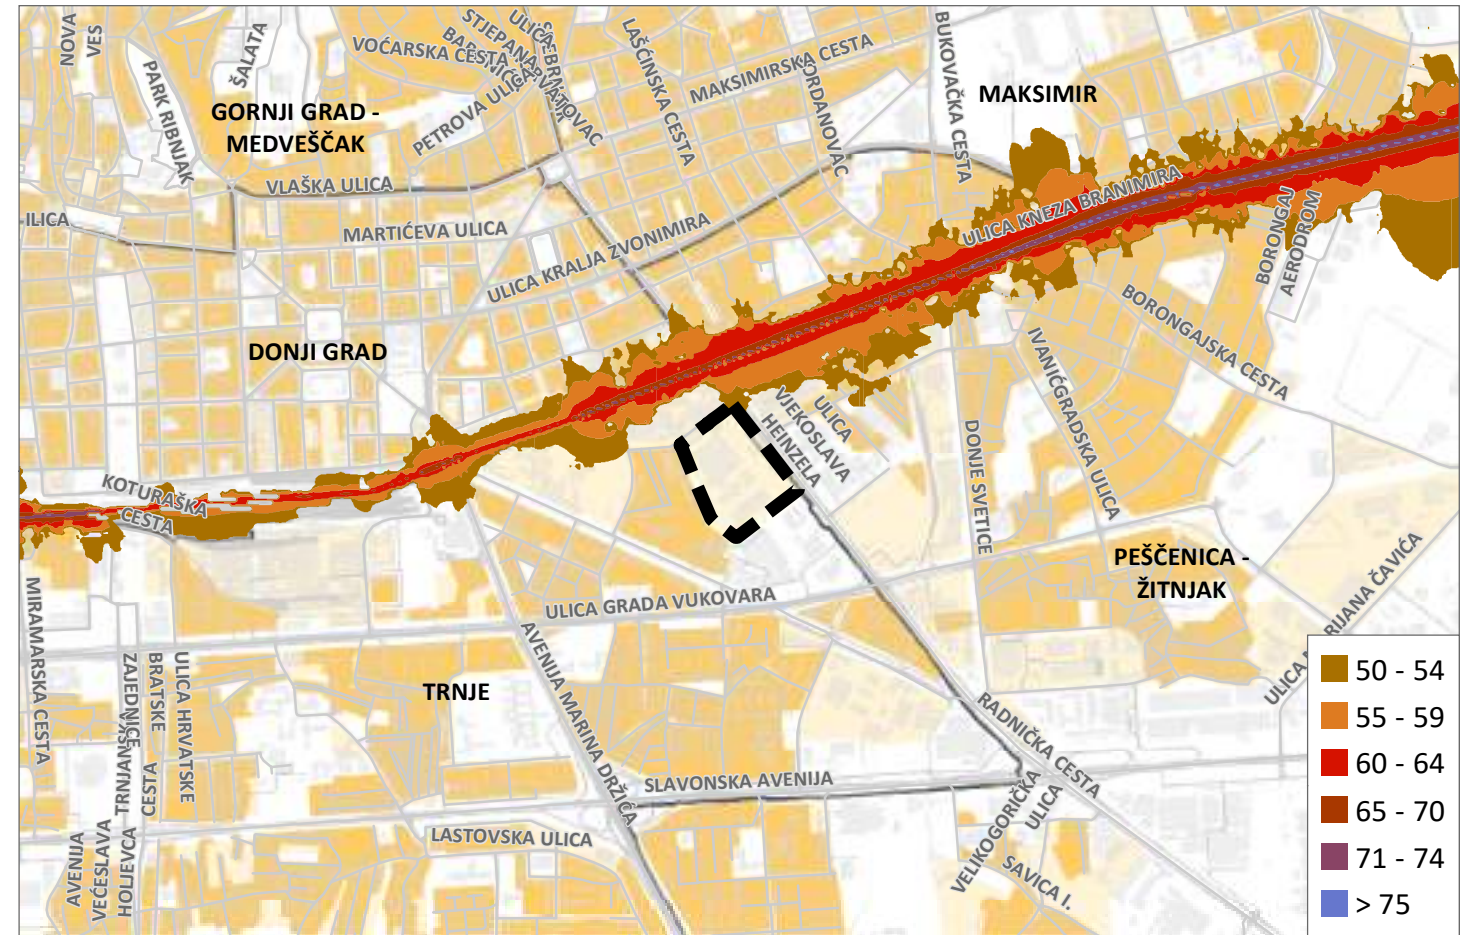 NOVA
VES
PARK RIBNJAK
ŠALATA
GORNJI GRAD -
MEDVEŠČAK
VOĆARSKA CESTA
PETROVA ULICA
LAŠĆINSKA CESTA
MAKSIMIRSKA CESTA
JORDANOVAC
BUKOVAČKA CESTA
MAKSIMIR
ILICA
VLAŠKA ULICA
MARTIĆEVA ULICA
ULICA KRALJA ZVONIMIRA
ULICA KNEZA BRANIMIRA
BORONGAJ
AERODROM
BORONGAJSKA CESTA
DONJI GRAD
IVANIĆGRADSKA ULICA
DONJE SVETICE
ULICA
VJEKOSLAVA
HEINZELA
KOTURAŠKA
CESTA
PEŠČENICA -
ŽITNJAK
MIRAMARSKA CESTA
ULICA GRADA VUKOVARA
AVENIJA MARINA DRŽIĆA
TRNJE
ZAJEDNICE
BRATSKE
ULICA HRVATSKE
TRNJANSKA
CESTA
RADNIČKA CESTA
SLAVONSKA AVENIJA
VELIKOGORIČKA
ULICA
LASTOVSKA ULICA
SAVICA I.
AVENIJA
VEĆESLAVA
HOLJEVCA
50 - 54
55 - 59
60 - 64
65 - 70
71 - 74
> 75